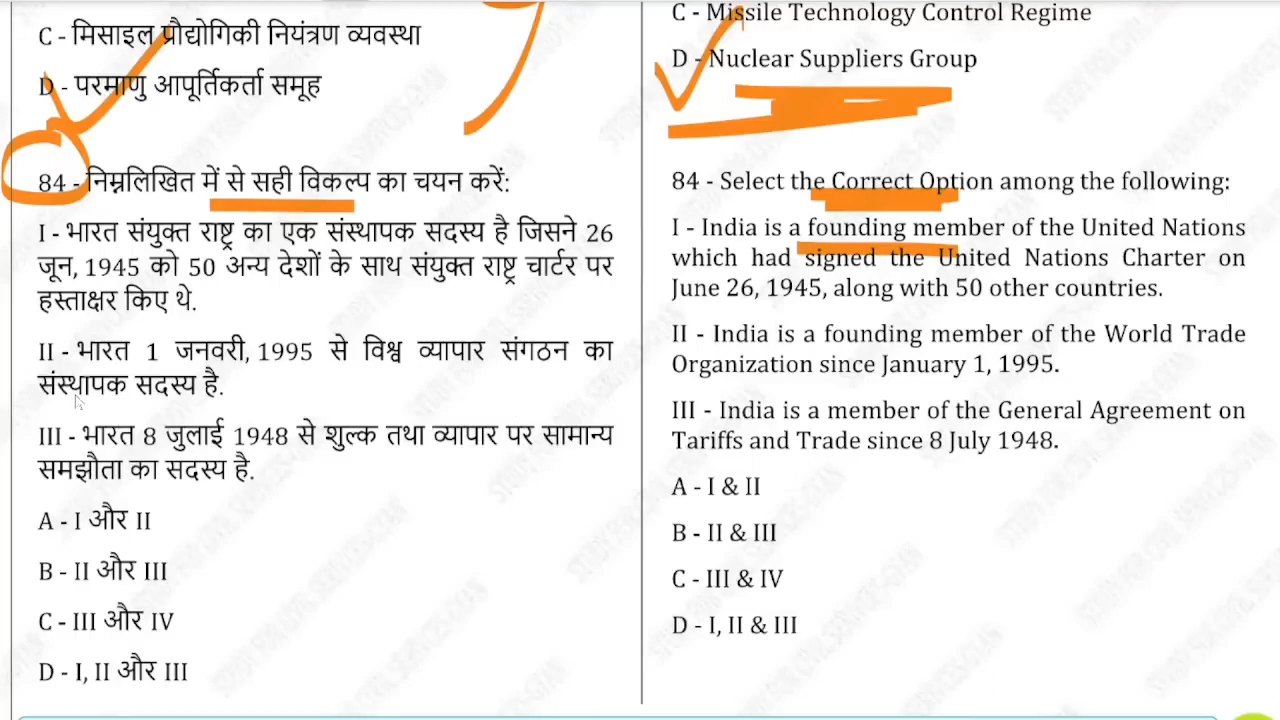 C - मिसाइल प्रौद्योगिकी नियंत्रण व्यवस्था
D - परमाणु आपूर्तिकर्ता समूह
84 - निम्नलिखित में से सही विकल्प का चयन करें:
I - भारत संयुक्त राष्ट्र का एक संस्थापक सदस्य है जिसने 26
जून, 1945 को 50 अन्य देशों के साथ संयुक्त राष्ट्र चार्टर पर
हस्ताक्षर किए थे.
II - भारत 1 जनवरी, 1995 से विश्व व्यापार संगठन का
संस्थापक सदस्य है.
III - भारत 8 जुलाई 1948 से शुल्क तथा व्यापार पर सामान्य
समझौता का सदस्य है.
A - I और II
B - II और III
C - III और IV
D - I, II और III
C - Missile Technology Control Regime
D - Nuclear Suppliers Group
84 - Select the Correct Option among the following:
I - India is a founding member of the United Nations
which had signed the United Nations Charter on
June 26, 1945, along with 50 other countries.
II - India is a founding member of the World Trade
Organization since January 1, 1995.
III - India is a member of the General Agreement on
Tariffs and Trade since 8 July 1948.
A - I & II
B - II & III
C - III & IV
D - I, II & III